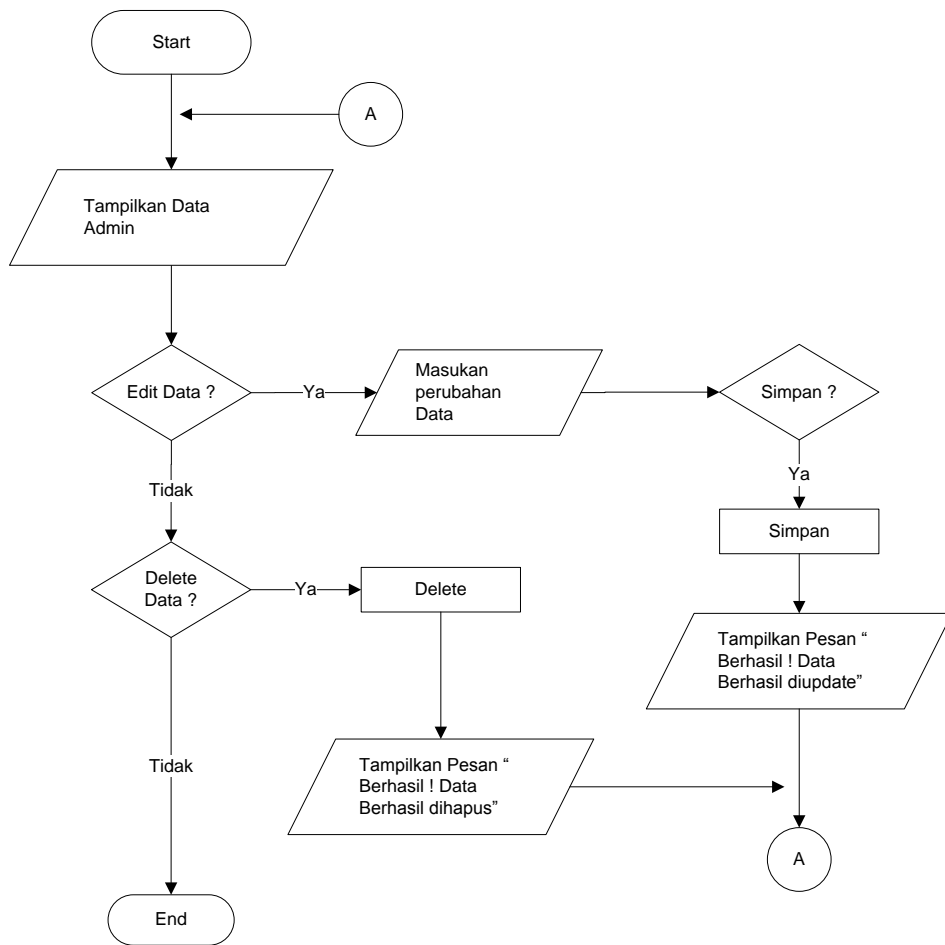 Start
A
Tampilkan Data
Admin
Edit Data ?
Ya
Masukan
perubahan
Data
Simpan ?
Ya
Tidak
Simpan
Delete
Data ?
Ya
Delete
Tampilkan Pesan “
Berhasil ! Data
Berhasil diupdate”
Tidak
Tampilkan Pesan “
Berhasil ! Data
Berhasil dihapus”
A
End